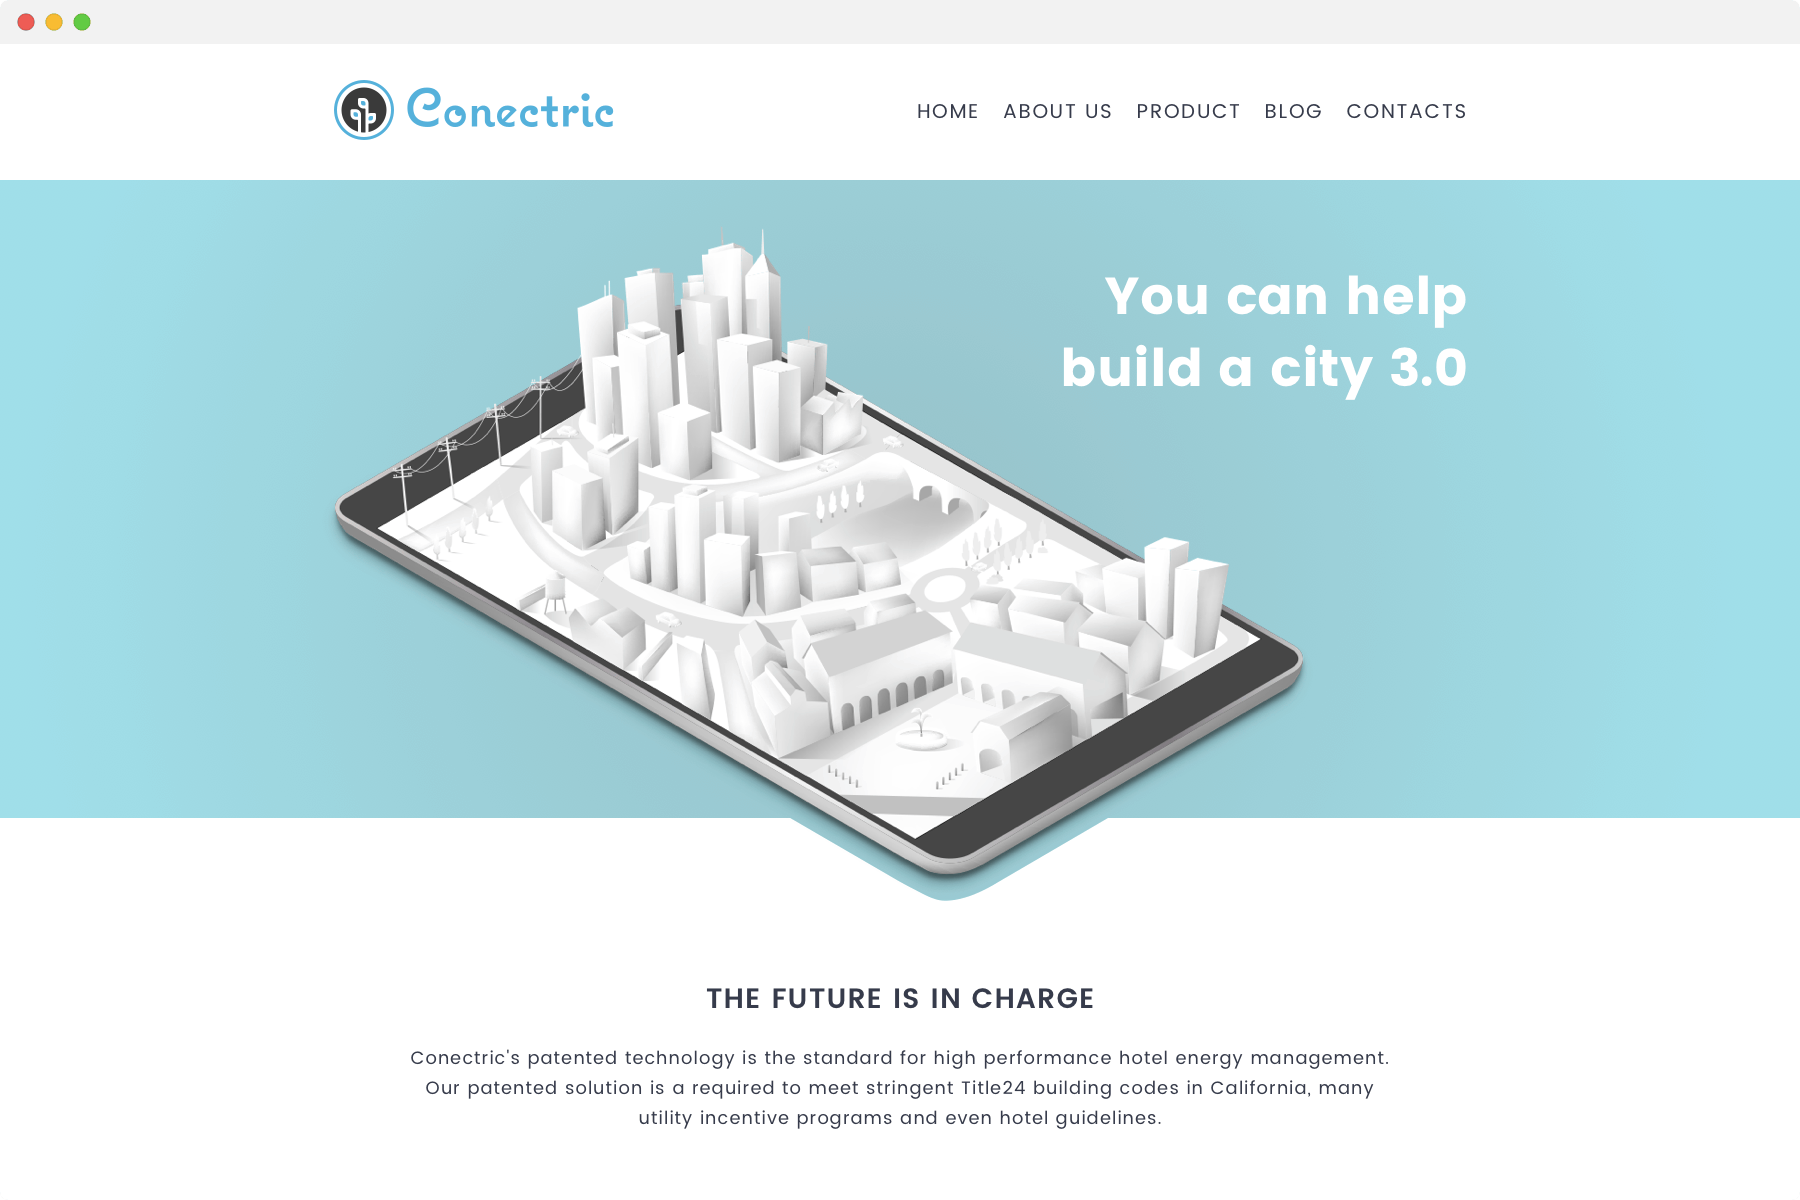 Conectric
HOME ABOUT US PRODUCT BLOG CONTACTS
You can help
build a city 3.0
THE FUTURE IS IN CHARGE
Conectric's patented technology is the standard for high performance hotel energy management.
Our patented solution is a required to meet stringent Title24 building codes in California, many
utility incentive programs and even hotel guidelines.